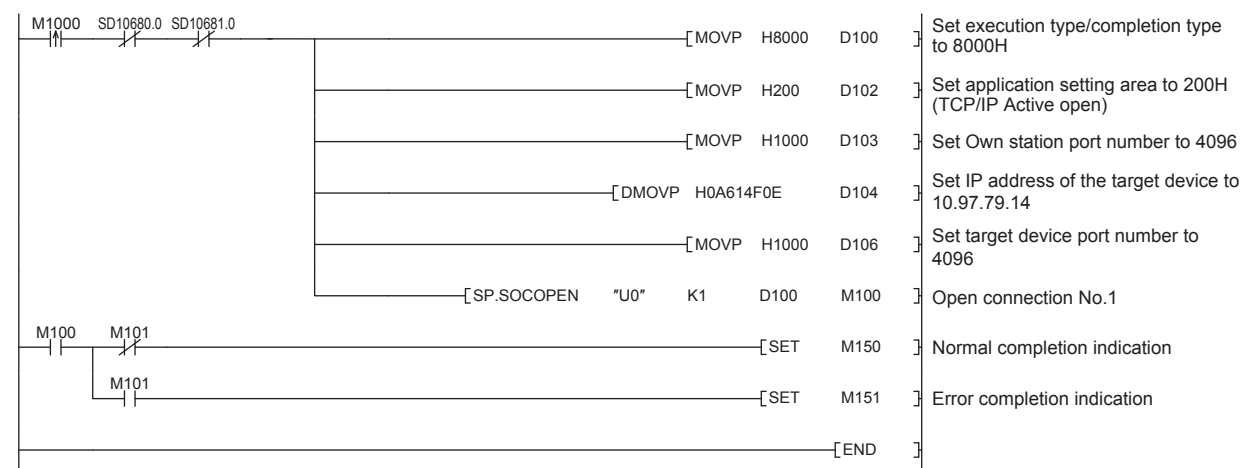 M1000 SD10680.0 SD10681.0
MOVP H8000 D100 Set execution type/completion type
to 8000H
MOVP H200 D102 Set application setting area to 200H
(TCP/IP Active open)
MOVP H1000 D103 Set Own station port number to 4096
DMOVP H0A614F0E D104 Set IP address of the target device to
10.97.79.14
MOVP H1000 D106 Set target device port number to
4096
SP.SOCOPEN "U0" K1 D100 M100 Open connection No.1
M100 M101
SET M150 Normal completion indication
M101
SET M151 Error completion indication
END